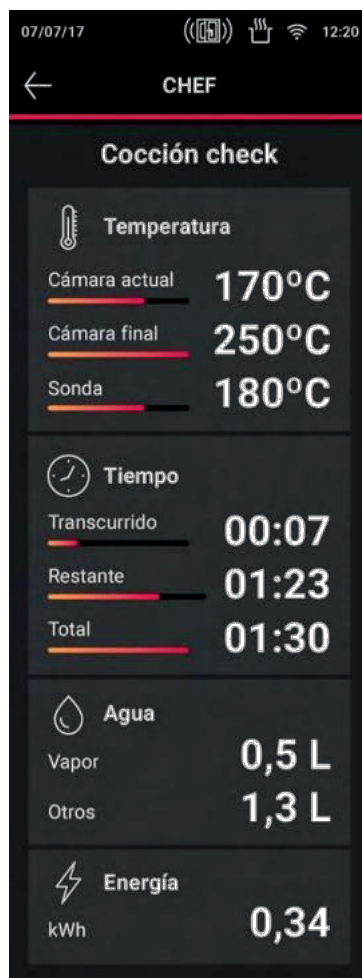 07/07/17 12:20
CHEF
Cocción check
Temperatura
Cámara actual 170ºC
Cámara final 250ºC
Sonda 180ºC
Tiempo
Transcurrido 00:07
Restante 01:23
Total 01:30
Agua
Vapor 0,5 L
Otros 1,3 L
Energía
kWh 0,34